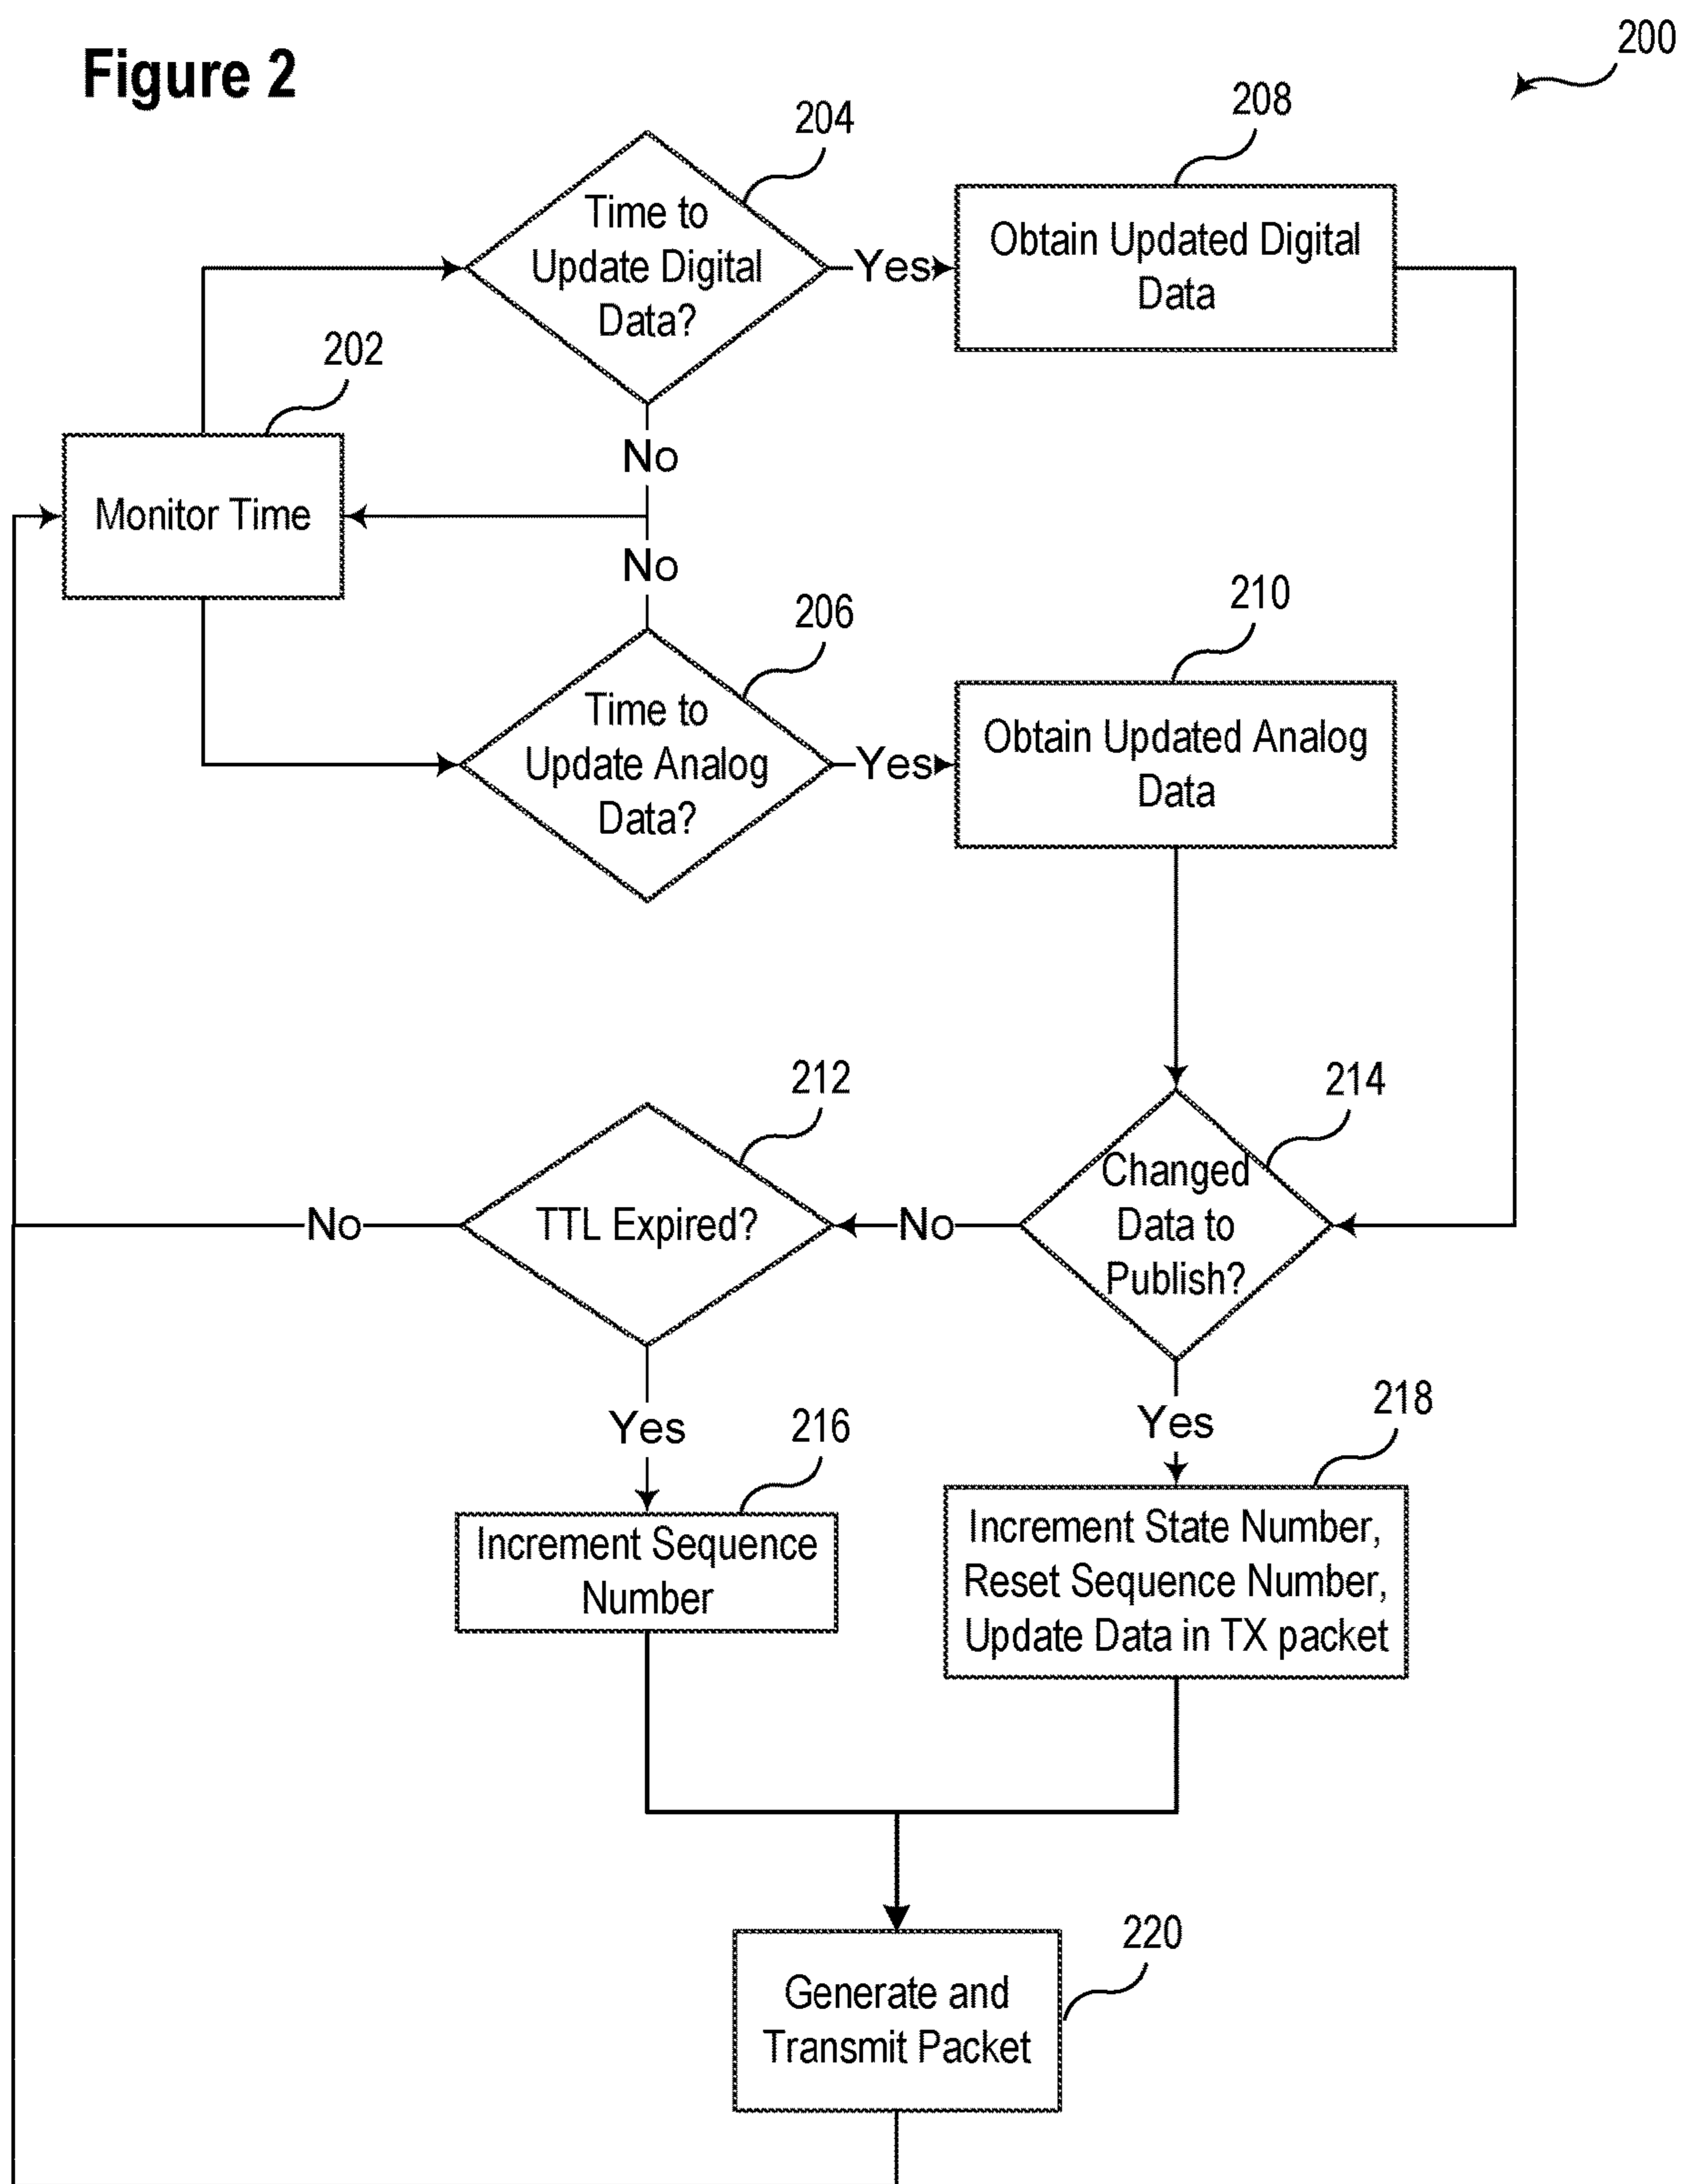 Figure 2
200
204
Time to
Update Digital
Data?
Yes
208
Obtain Updated Digital
Data
No
202
Monitor Time
No
206
Time to
Update Analog
Data?
Yes
210
Obtain Updated Analog
Data
214
Changed
Data to
Publish?
No
212
TTL Expired?
No
Yes
216
Increment Sequence
Number
Yes
218
Increment State Number,
Reset Sequence Number,
Update Data in TX packet
220
Generate and
Transmit Packet